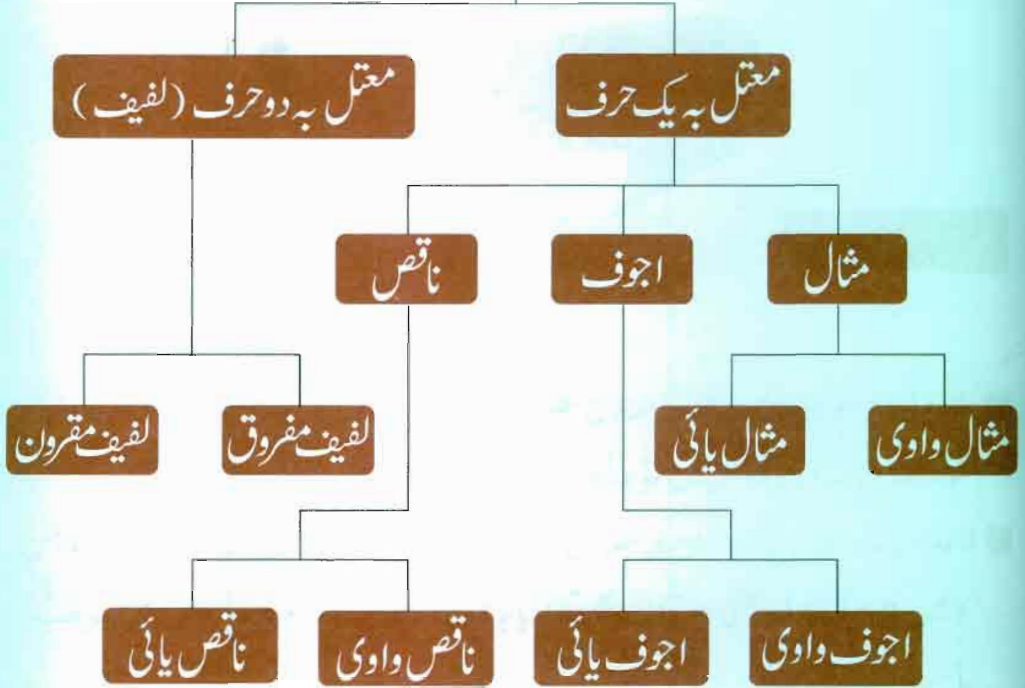 معتل بہ یک حرف
معتل بہ دو حرف (لفیف)
مثال
اجوف
ناقص
مثال واوی
مثال یائی
لفیف مفروق
لفیف مقرون
اجوف واوی
اجوف یائی
ناقص واوی
ناقص یائی